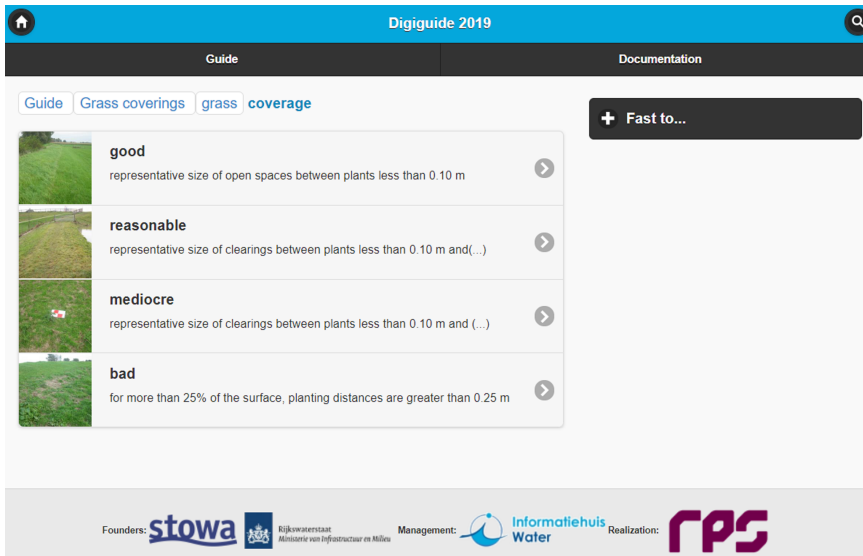 Digiguide 2019
Guide
Documentation
Guide Grass coverings grass coverage
Fast to...
good
representative size of open spaces between plants less than 0.10 m
reasonable
representative size of clearings between plants less than 0.10 m and(...)
mediocre
representative size of clearings between plants less than 0.10 m and (...)
bad
for more than 25% of the surface, planting distances are greater than 0.25 m
Founders: stowa Rijkswaterstaat
Ministerie van Infrastructuur en Milieu
Management: Informatiehuis
Water
Realization: rps